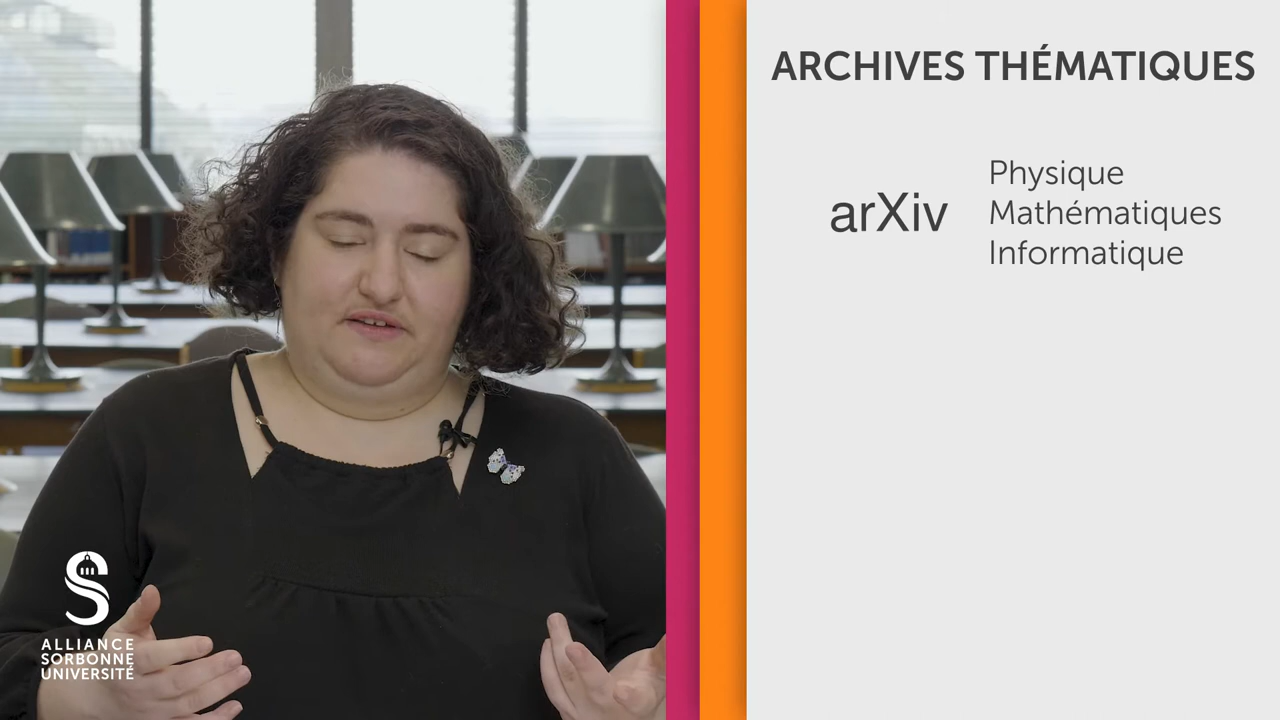 ARCHIVES THÉMATIQUES
arXiv
Physique
Mathématiques
Informatique
ALLIANCE
SORBONNE
UNIVERSITÉ